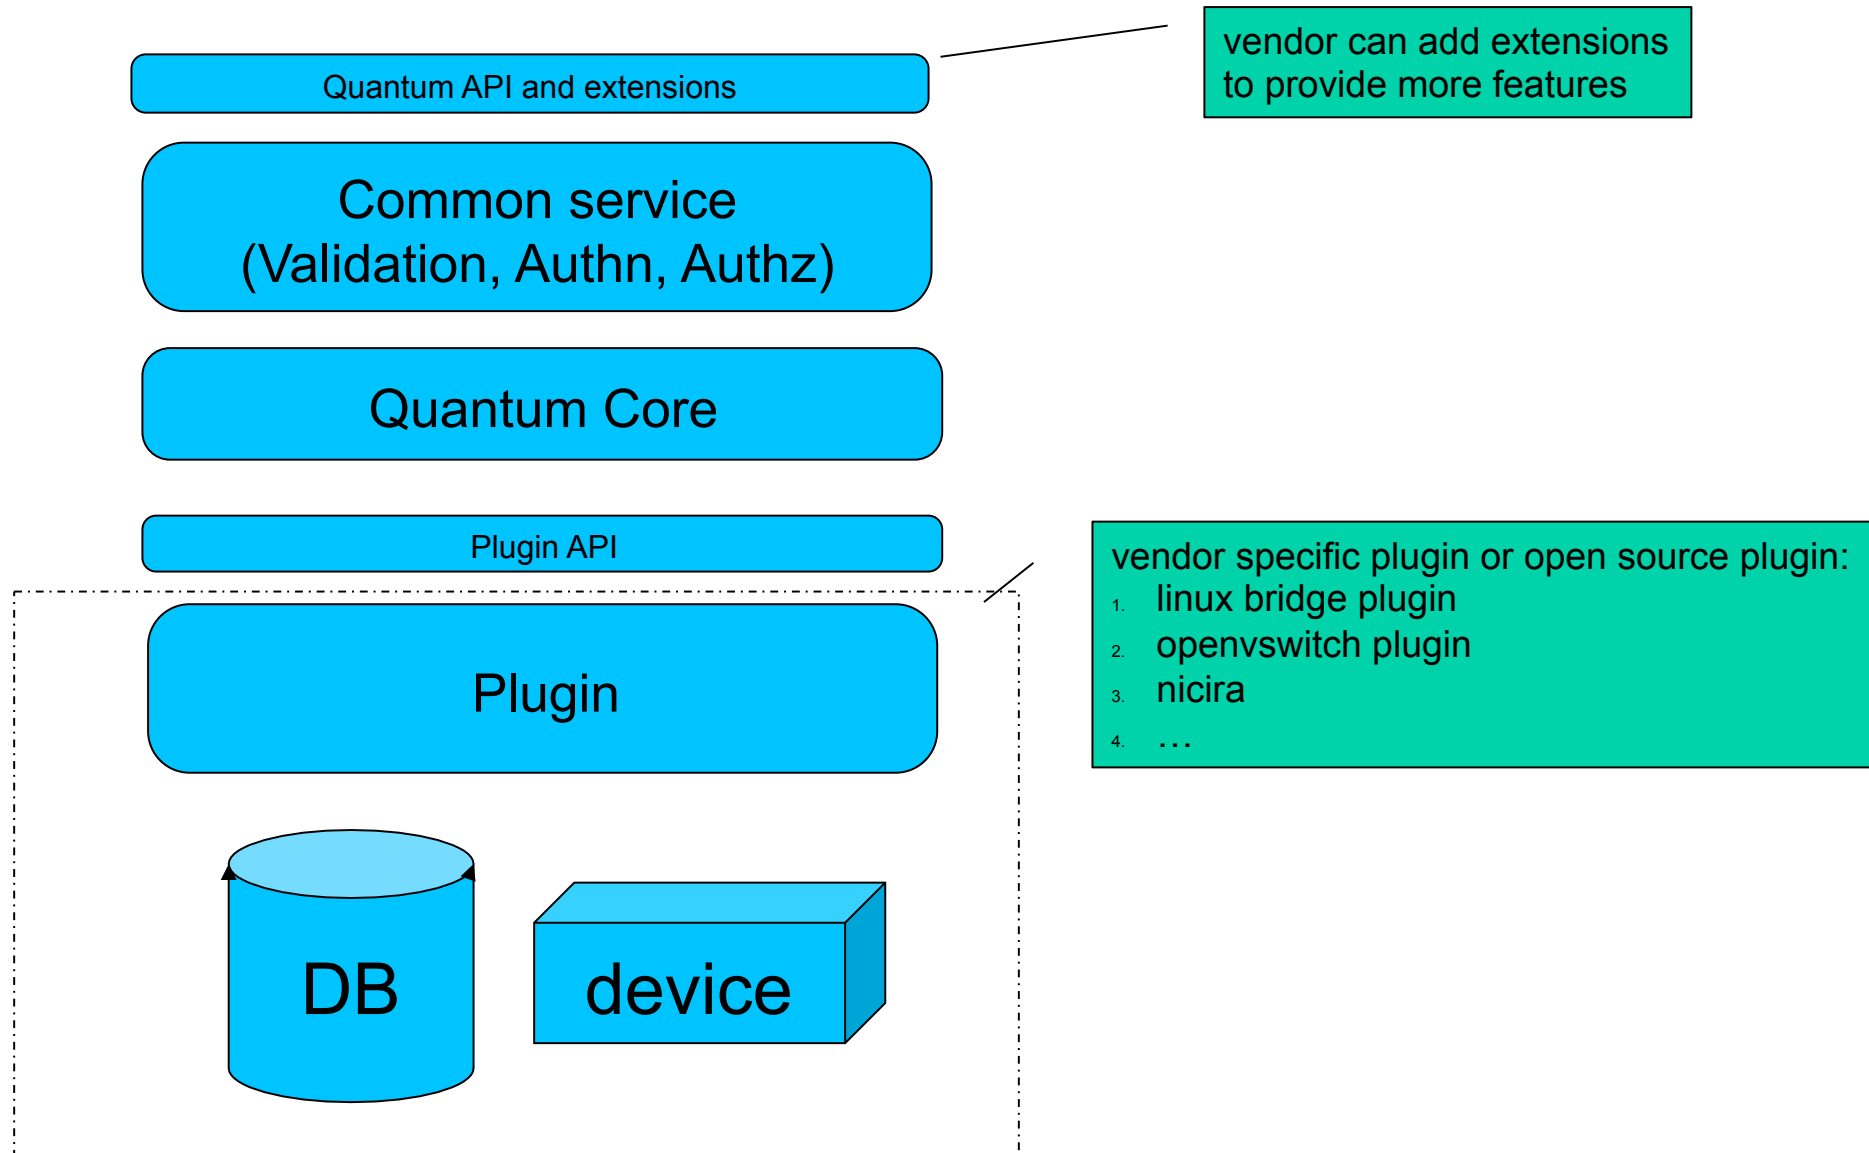 Quantum API and extensions
vendor can add extensions
to provide more features
Common service
(Validation, Authn, Authz)
Quantum Core
Plugin API
vendor specific plugin or open source plugin:
1. linux bridge plugin
2. openvswitch plugin
3. nicira
4. …
Plugin
DB
device